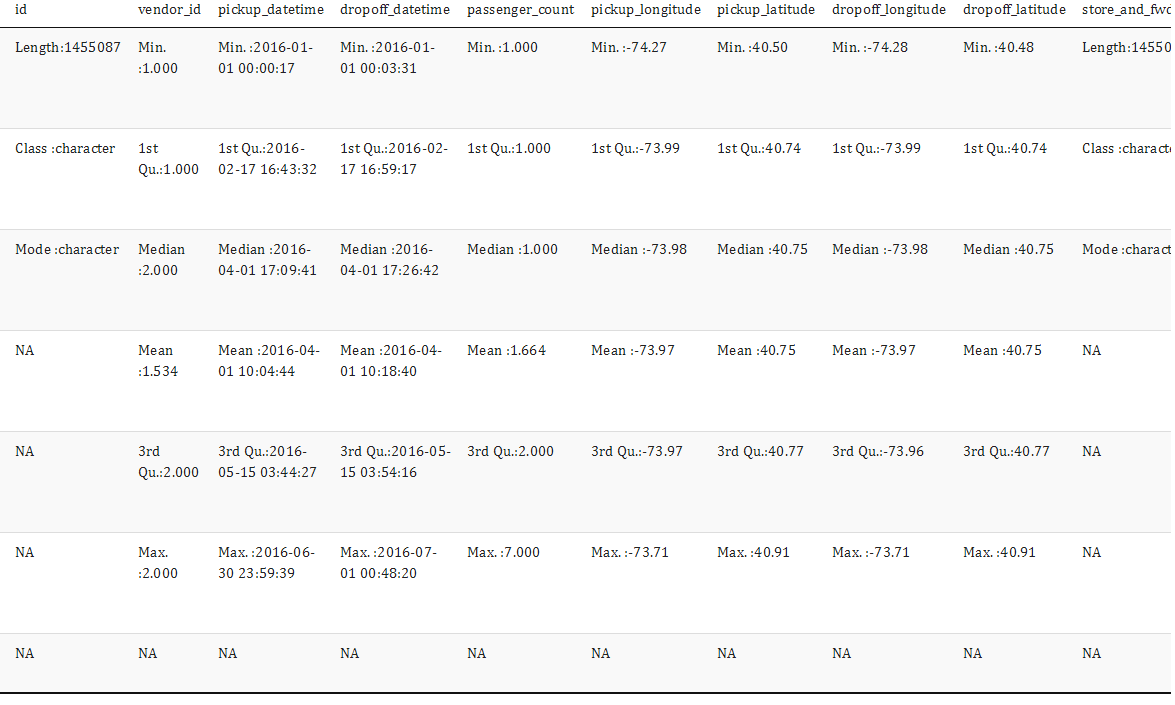 id vendor_id pickup_datetime dropoff_datetime passenger_count pickup_longitude pickup_latitude dropoff_longitude dropoff_latitude store_and_fwd
Length:1455087 Min. Min. :2016-01- Min. :2016-01- Min. :1.000 Min. :-74.27 Min. :40.50 Min. :-74.28 Min. :40.48 Length:14550
:1.000 01 00:00:17 01 00:03:31
Class :character 1st 1st Qu.:2016- 1st Qu.:2016-02- 1st Qu.:1.000 1st Qu.:-73.99 1st Qu.:40.74 1st Qu.:-73.99 1st Qu.:40.74 Class :charact
Qu.:1.000 02-17 16:43:32 17 16:59:17
Mode :character Median Median :2016- Median :2016- Median :1.000 Median :-73.98 Median :40.75 Median :-73.98 Median :40.75 Mode :charact
:2.000 04-01 17:09:41 04-01 17:26:42
NA Mean Mean :2016-04- Mean :2016-04- Mean :1.664 Mean :-73.97 Mean :40.75 Mean :-73.97 Mean :40.75 NA
:1.534 01 10:04:44 01 10:18:40
NA 3rd 3rd Qu.:2016- 3rd Qu.:2016-05- 3rd Qu.:2.000 3rd Qu.:-73.97 3rd Qu.:40.77 3rd Qu.:-73.96 3rd Qu.:40.77 NA
Qu.:2.000 05-15 03:44:27 15 03:54:16
NA Max. Max. :2016-06- Max. :2016-07- Max. :7.000 Max. :-73.71 Max. :40.91 Max. :-73.71 Max. :40.91 NA
:2.000 30 23:59:39 01 00:48:20
NA NA NA NA NA NA NA NA NA NA